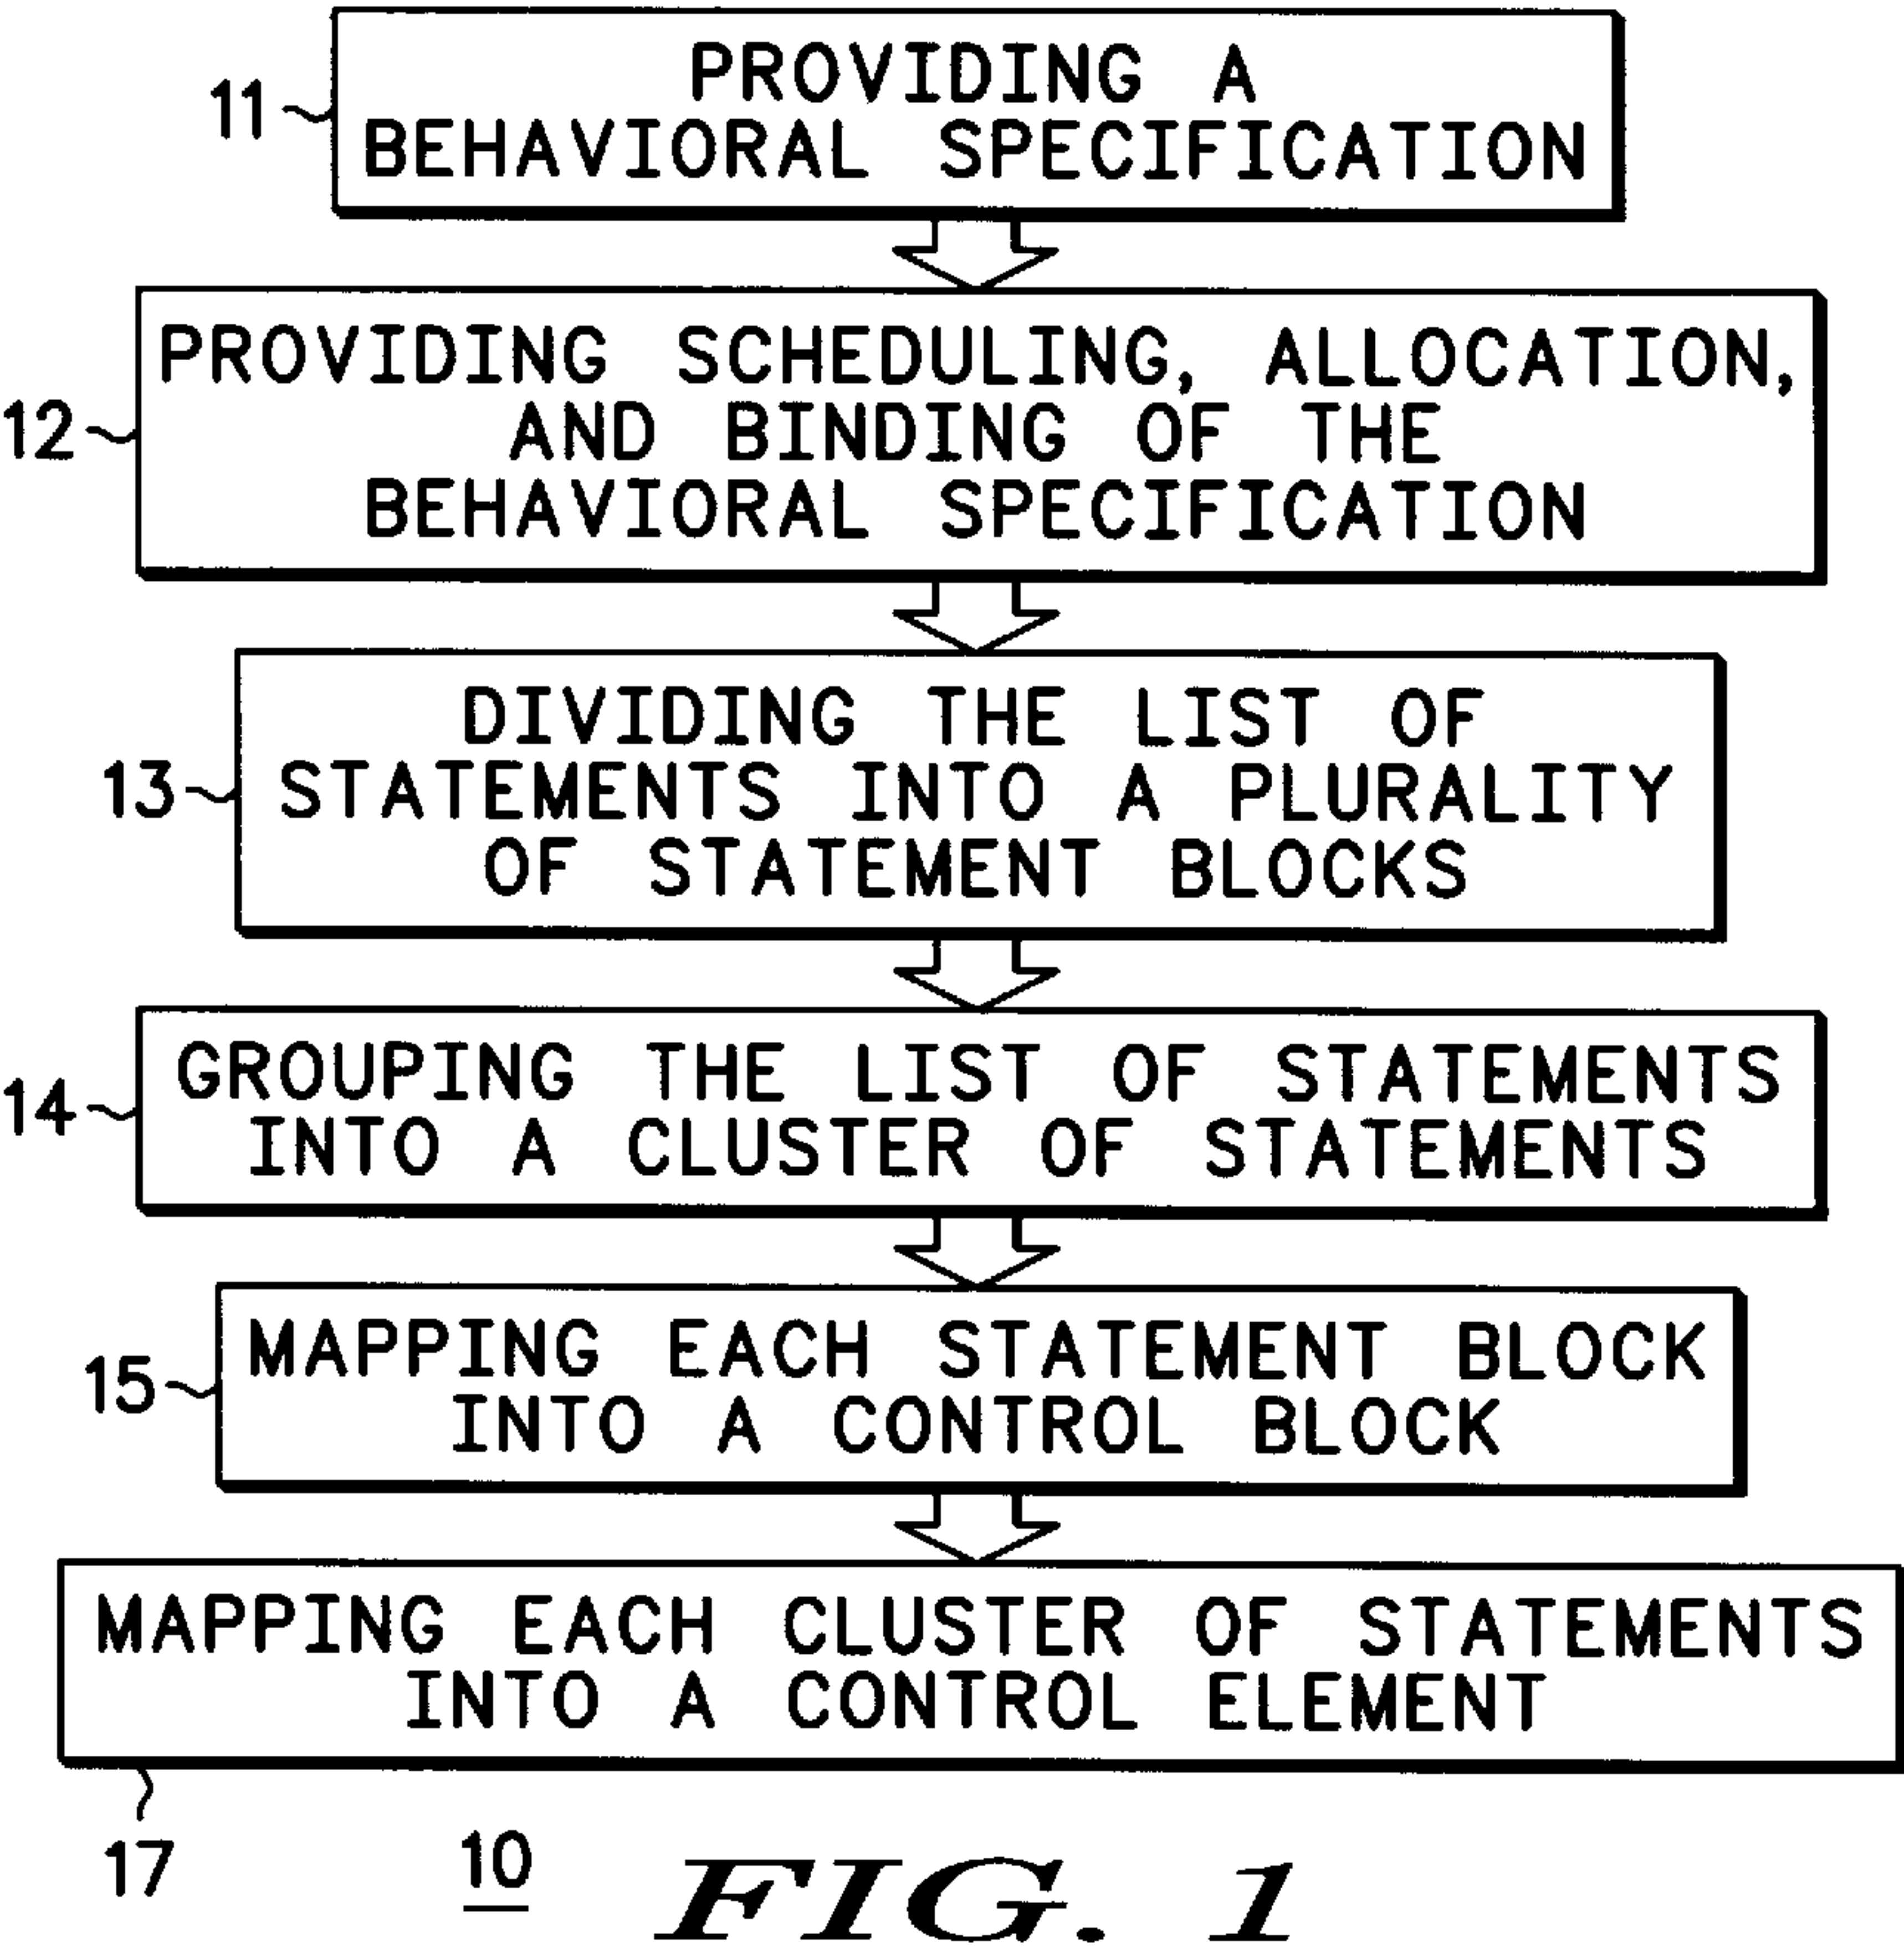 PROVIDING A
11
BEHAVIORAL SPECIFICATION
PROVIDING SCHEDULING, ALLOCATION,
12
AND BINDING OF THE
BEHAVIORAL SPECIFICATION
DIVIDING THE LIST OF
13
STATEMENTS INTO A PLURALITY
OF STATEMENT BLOCKS
GROUPING THE LIST OF STATEMENTS
14
INTO A CLUSTER OF STATEMENTS
MAPPING EACH STATEMENT BLOCK
15
INTO A CONTROL BLOCK
MAPPING EACH CLUSTER OF STATEMENTS
INTO A CONTROL ELEMENT
17
10
FIG. 1